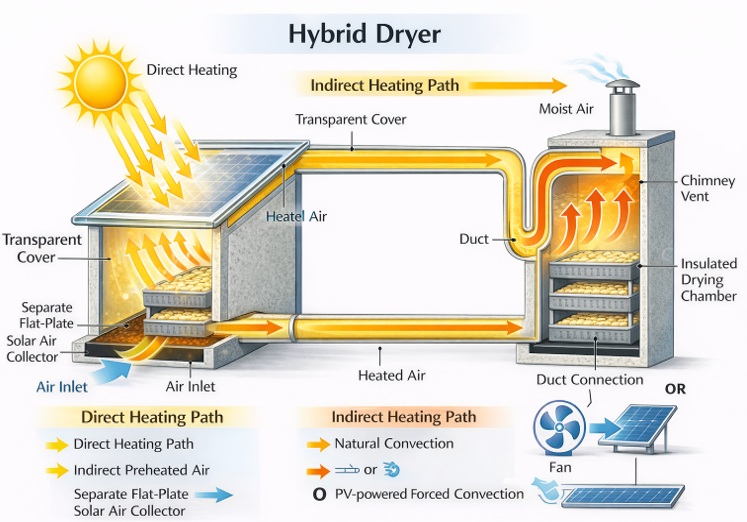 Hybrid Dryer
Direct Heating
Indirect Heating Path
Moist Air
Transparent Cover
Chimney
Vent
Heatel Air
Transparent
Cover
Duct
Insulated
Drying
Chamber
Separate
Flat-Plate
Solar Air
Collector
Air Inlet
Air Inlet
Heated Air
Duct Connection
OR
Direct Heating Path
Direct Heating Path
Indirect Preheated Air
Separate Flat-Plate
Solar Air Collector
Indirect Heating Path
Natural Convection
or
O PV-powered Forced Convection
Fan